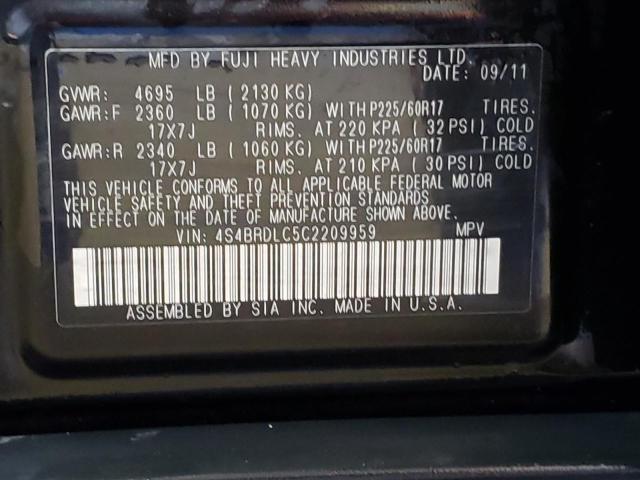 MFD BY FUJI HEAVY INDUSTRIES LTD.
DATE: 09/11
GVWR: 4695 LB ( 2130 KG)
GAWR:F 2360 LB ( 1070 KG) WITH P225/60R17 TIRES.
17X7J RIMS. AT 220 KPA ( 32 PSI) COLD
GAWR:R 2340 LB ( 1060 KG) WITH P225/60R17 TIRES.
17X7J RIMS. AT 210 KPA ( 30 PSI) COLD
THIS VEHICLE CONFORMS TO ALL APPLICABLE FEDERAL MOTOR
VEHICLE SAFETY AND THEFT PREVENTION STANDARDS
IN EFFECT ON THE DATE OF MANUFACTURE SHOWN ABOVE.
VIN: 4S4BRDLC5C2209959 MPV
ASSEMBLED BY SIA INC. MADE IN U.S.A.